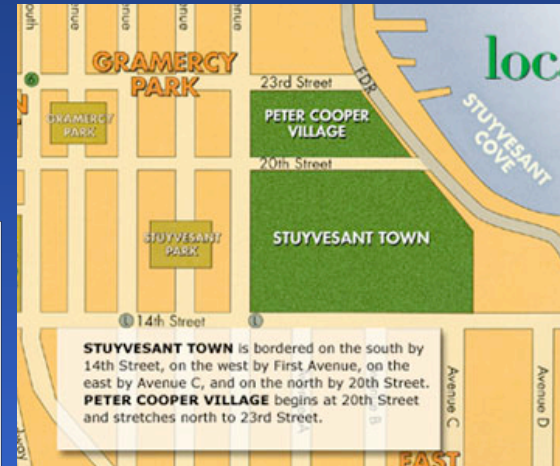 loc
GRAMERCY
PARK
23rd Street
FDR
6
GRAMERCY
PARK
PETER COOPER
VILLAGE
STUYVESANT
COVE
20th Street
STUYVESANT
PARK
STUYVESANT TOWN
L 14th Street
L
STUYVESANT TOWN is bordered on the south by
14th Street, on the west by First Avenue, on the
east by Avenue C, and on the north by 20th Street.
PETER COOPER VILLAGE begins at 20th Street
and stretches north to 23rd Street.
Avenue C
Avenue D
EAST